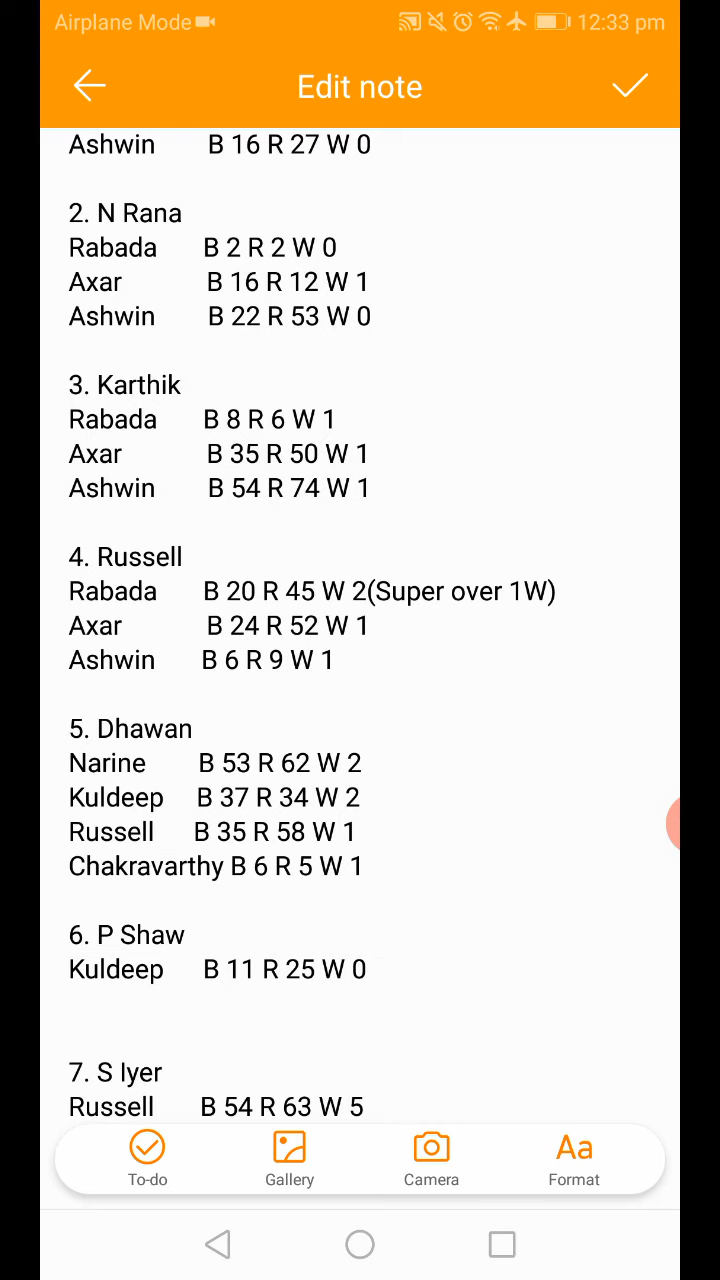 Airplane Mode 12:33 pm
Edit note
Ashwin B 16 R 27 W 0
2. N Rana
Rabada B 2 R 2 W 0
Axar B 16 R 12 W 1
Ashwin B 22 R 53 W 0
3. Karthik
Rabada B 8 R 6 W 1
Axar B 35 R 50 W 1
Ashwin B 54 R 74 W 1
4. Russell
Rabada B 20 R 45 W 2(Super over 1W)
Axar B 24 R 52 W 1
Ashwin B 6 R 9 W 1
5. Dhawan
Narine B 53 R 62 W 2
Kuldeep B 37 R 34 W 2
Russell B 35 R 58 W 1
Chakravarthy B 6 R 5 W 1
6. P Shaw
Kuldeep B 11 R 25 W 0
7. S Iyer
Russell B 54 R 63 W 5
To-do Gallery Camera Aa Format